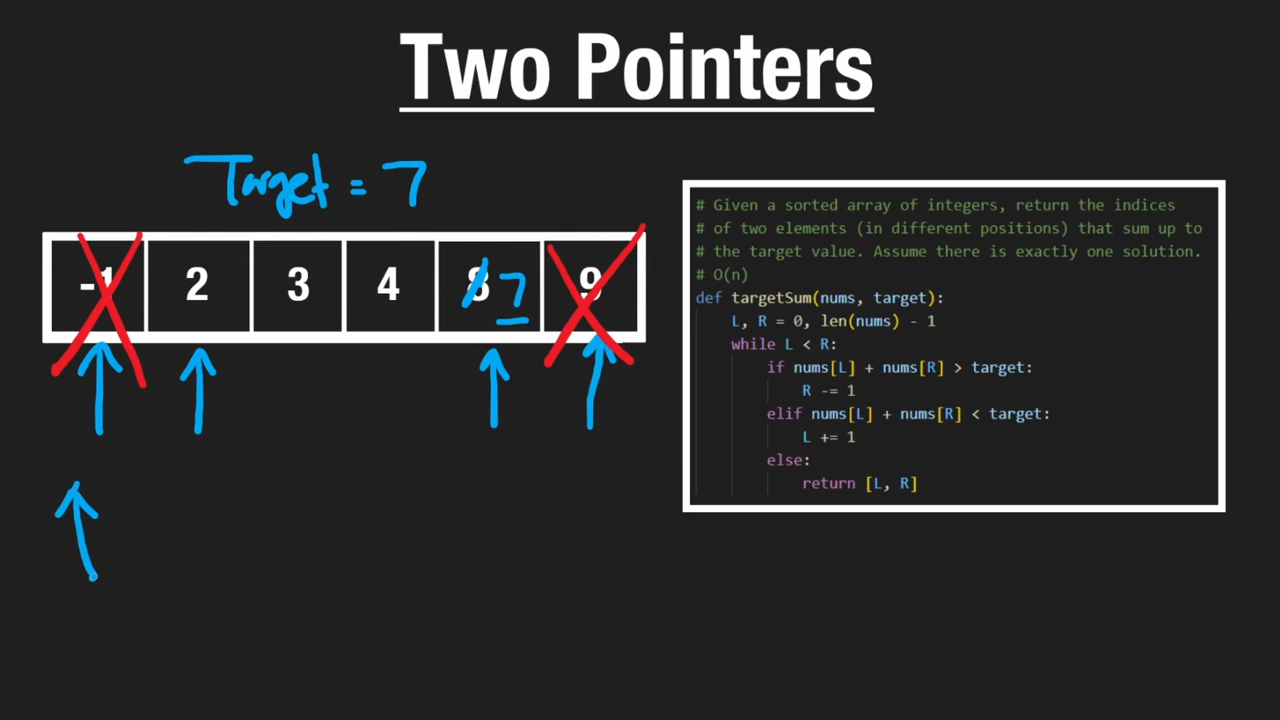 Two Pointers
Target = 7
-1 2 3 4 8 7 9
# Given a sorted array of integers, return the indices
# of two elements (in different positions) that sum up to
# the target value. Assume there is exactly one solution.
# O(n)
def targetSum(nums, target):
    L, R = 0, len(nums) - 1
    while L < R:
        if nums[L] + nums[R] > target:
            R -= 1
        elif nums[L] + nums[R] < target:
            L += 1
        else:
            return [L, R]